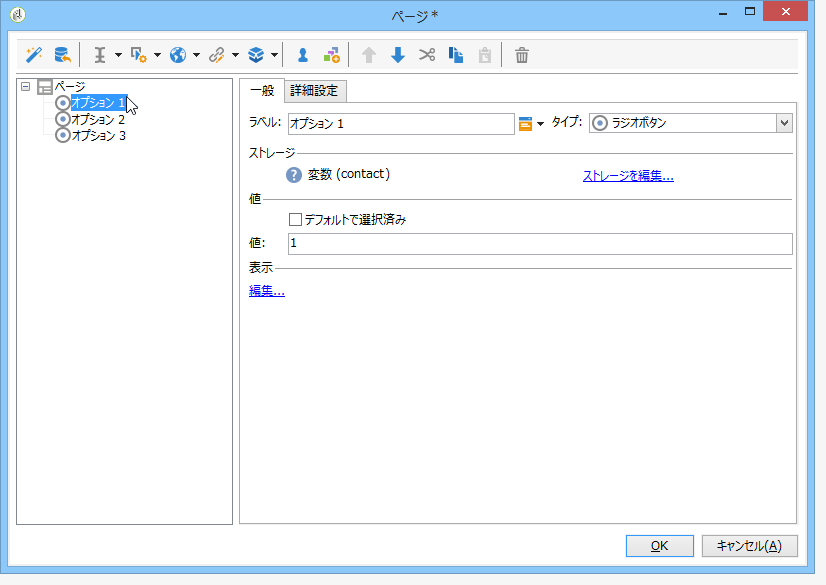 ページ *
ページ
オプション 1
オプション 2
オプション 3
一般 詳細設定
ラベル: オプション 1 タイプ: ラジオボタン
ストレージ
? 変数 (contact) ストレージを編集...
値
デフォルトで選択済み
値: 1
表示
編集...
OK キャンセル(A)